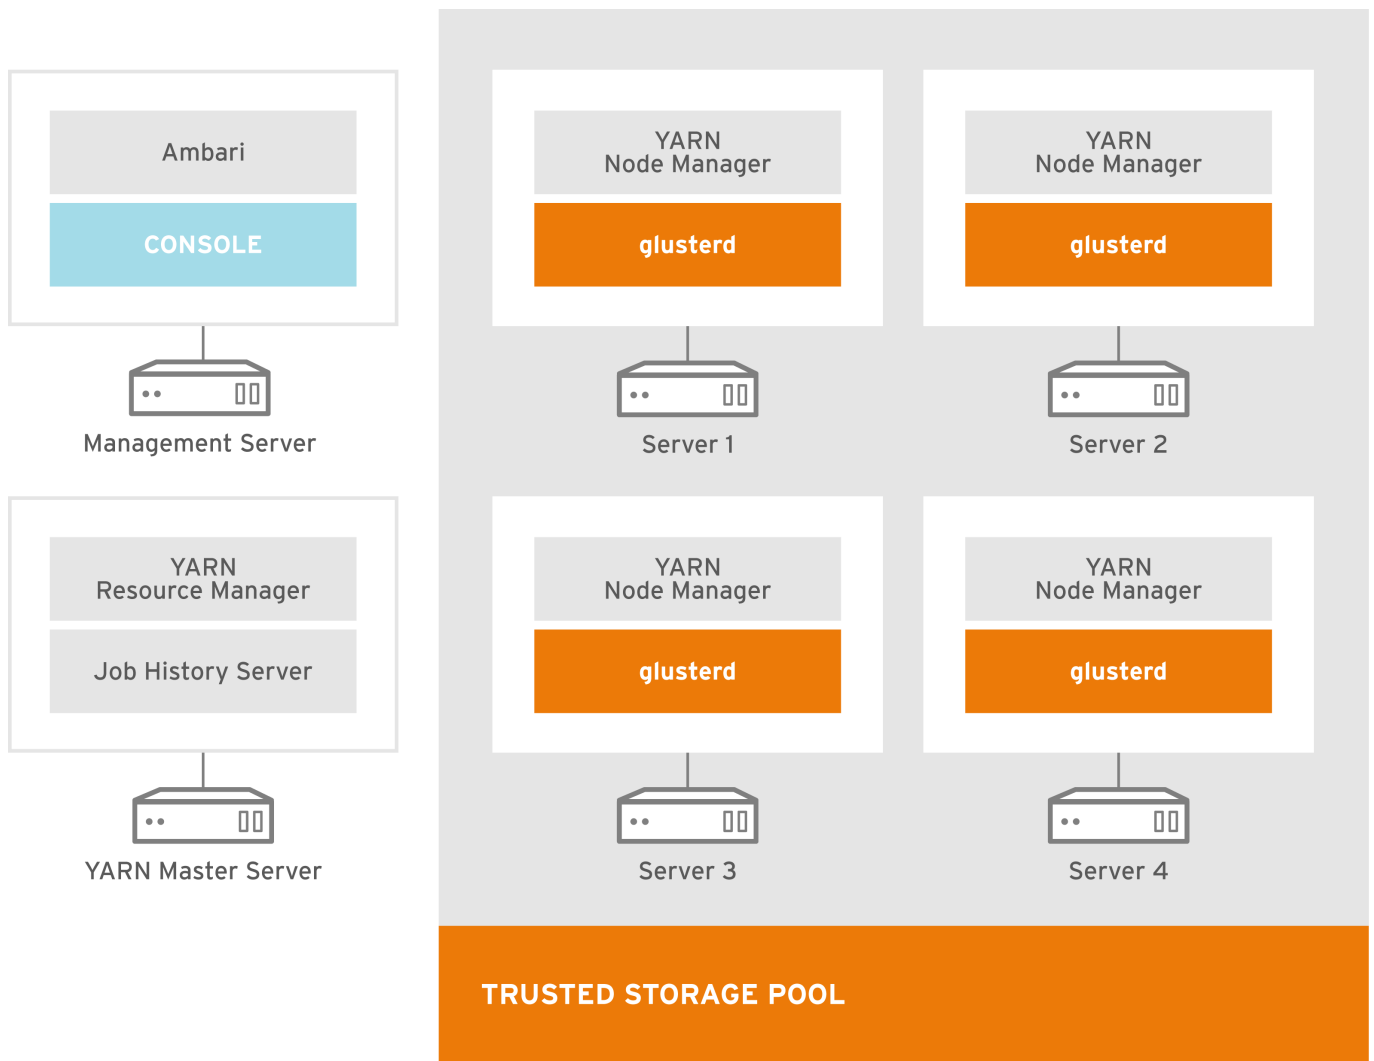 Ambari
CONSOLE
Management Server
YARN
Node Manager
glusterd
Server 1
YARN
Node Manager
glusterd
Server 2
YARN
Resource Manager
Job History Server
YARN Master Server
YARN
Node Manager
glusterd
Server 3
YARN
Node Manager
glusterd
Server 4
TRUSTED STORAGE POOL